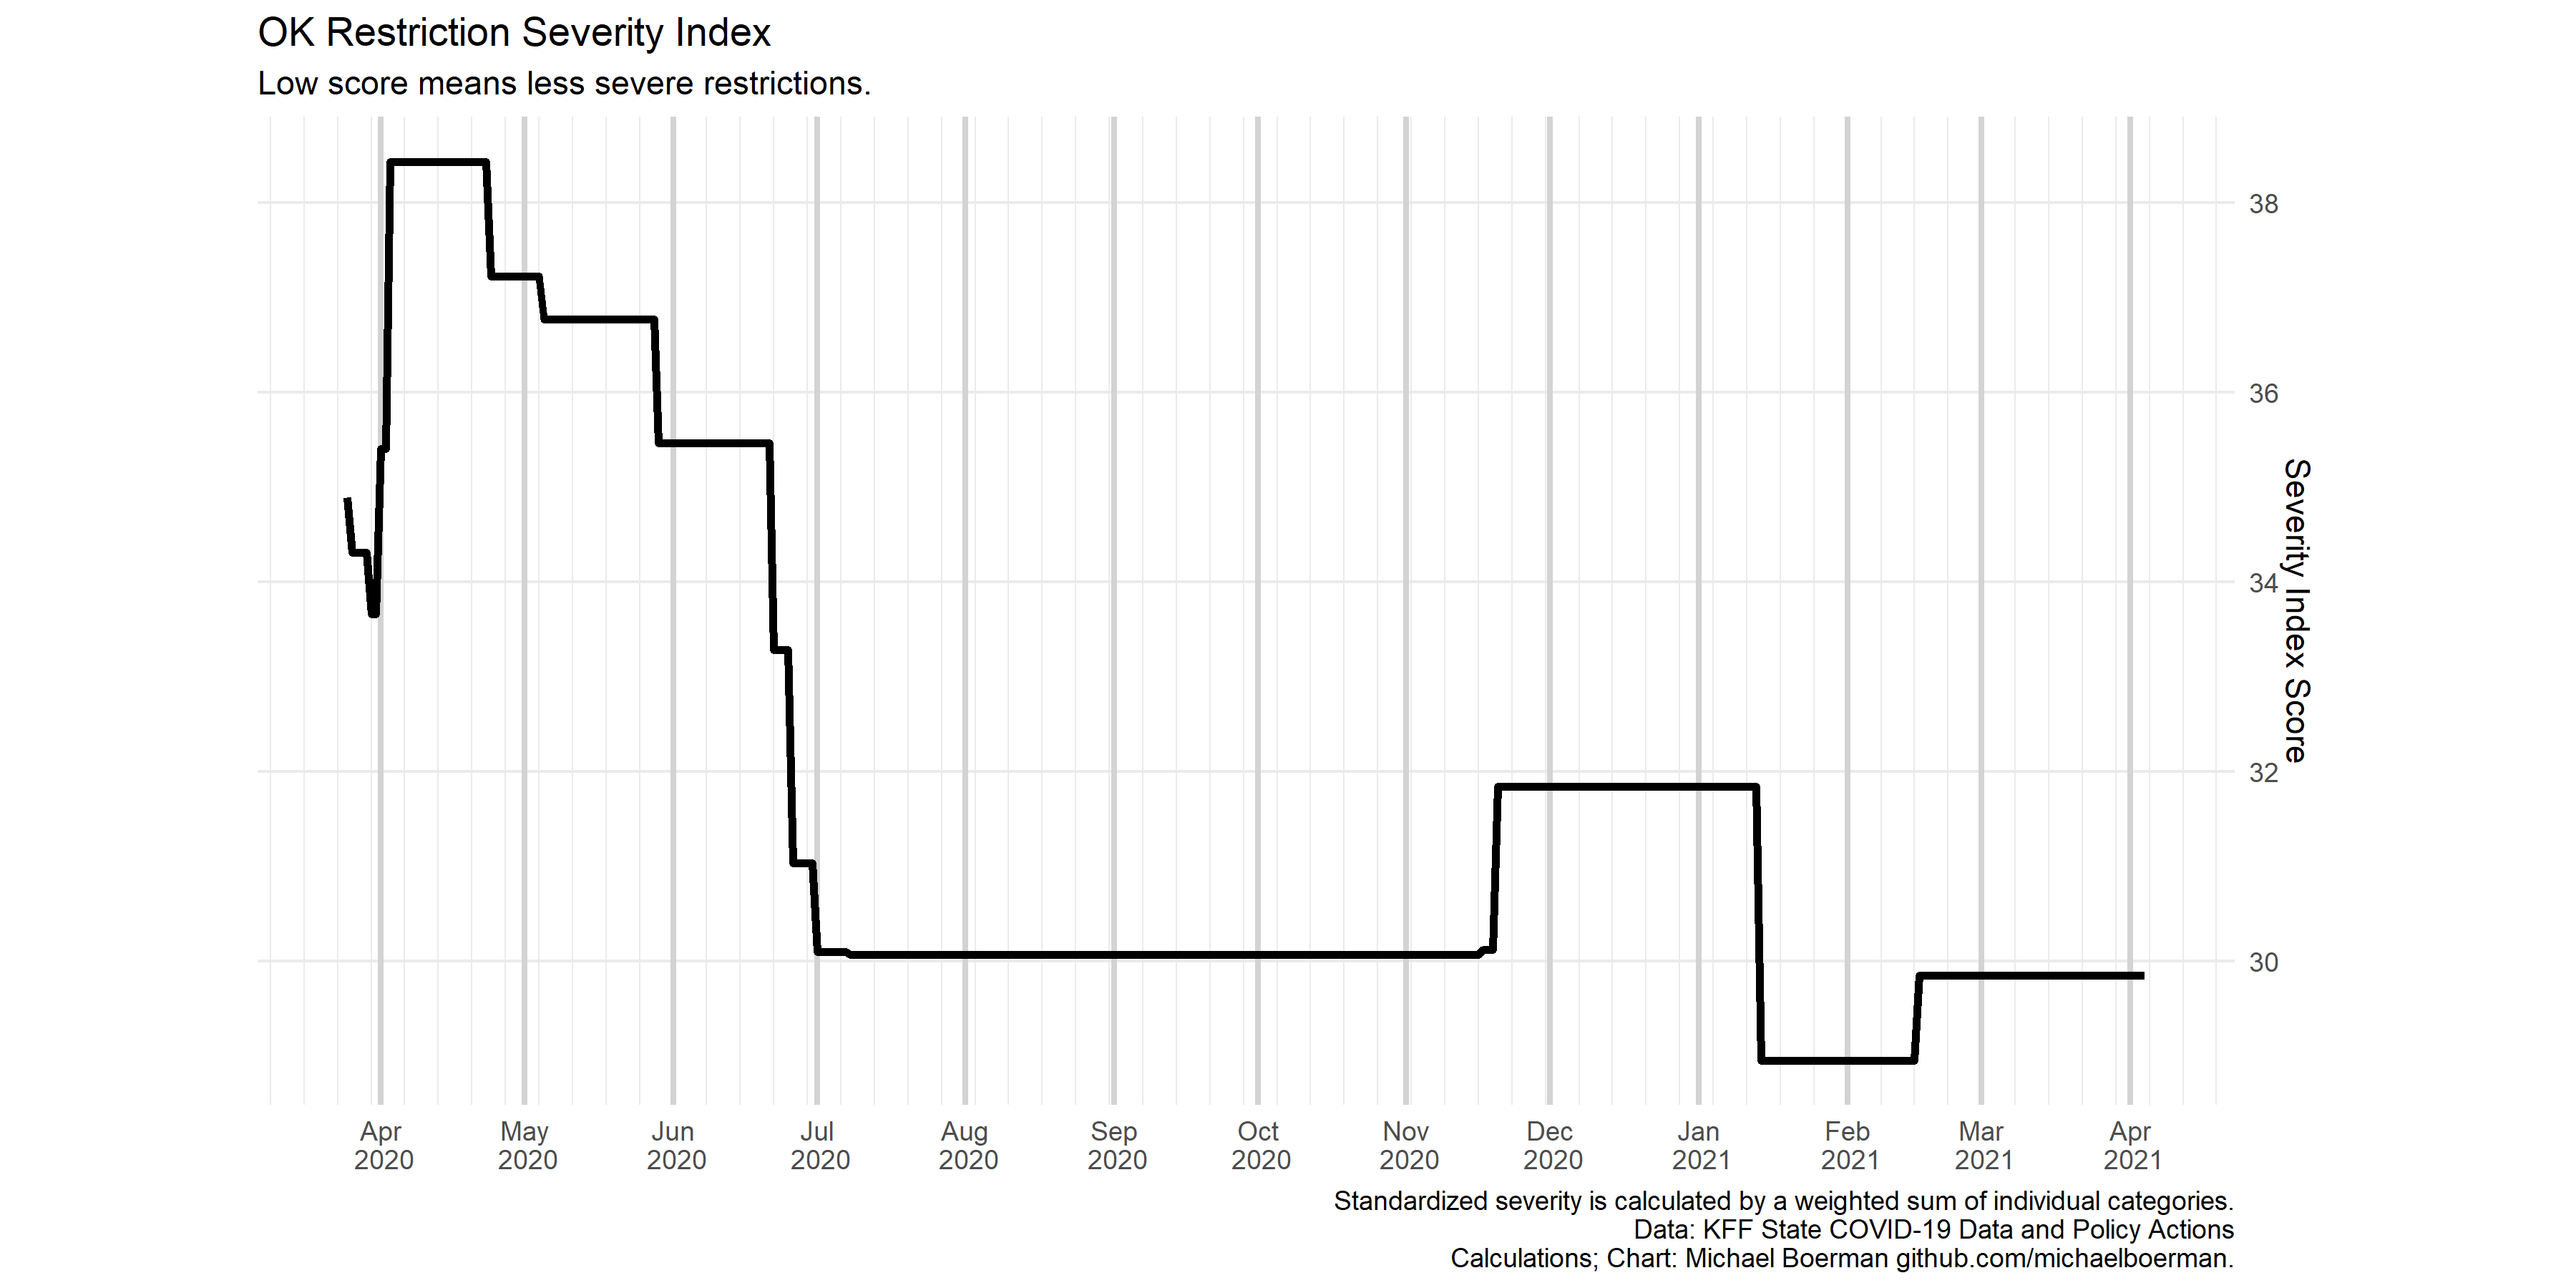 OK Restriction Severity Index
Low score means less severe restrictions.
38
36
34
32
30
Severity Index Score
Apr
2020
May
2020
Jun
2020
Jul
2020
Aug
2020
Sep
2020
Oct
2020
Nov
2020
Dec
2020
Jan
2021
Feb
2021
Mar
2021
Apr
2021
Standardized severity is calculated by a weighted sum of individual categories.
Data: KFF State COVID-19 Data and Policy Actions
Calculations; Chart: Michael Boerman github.com/michaelboerman.